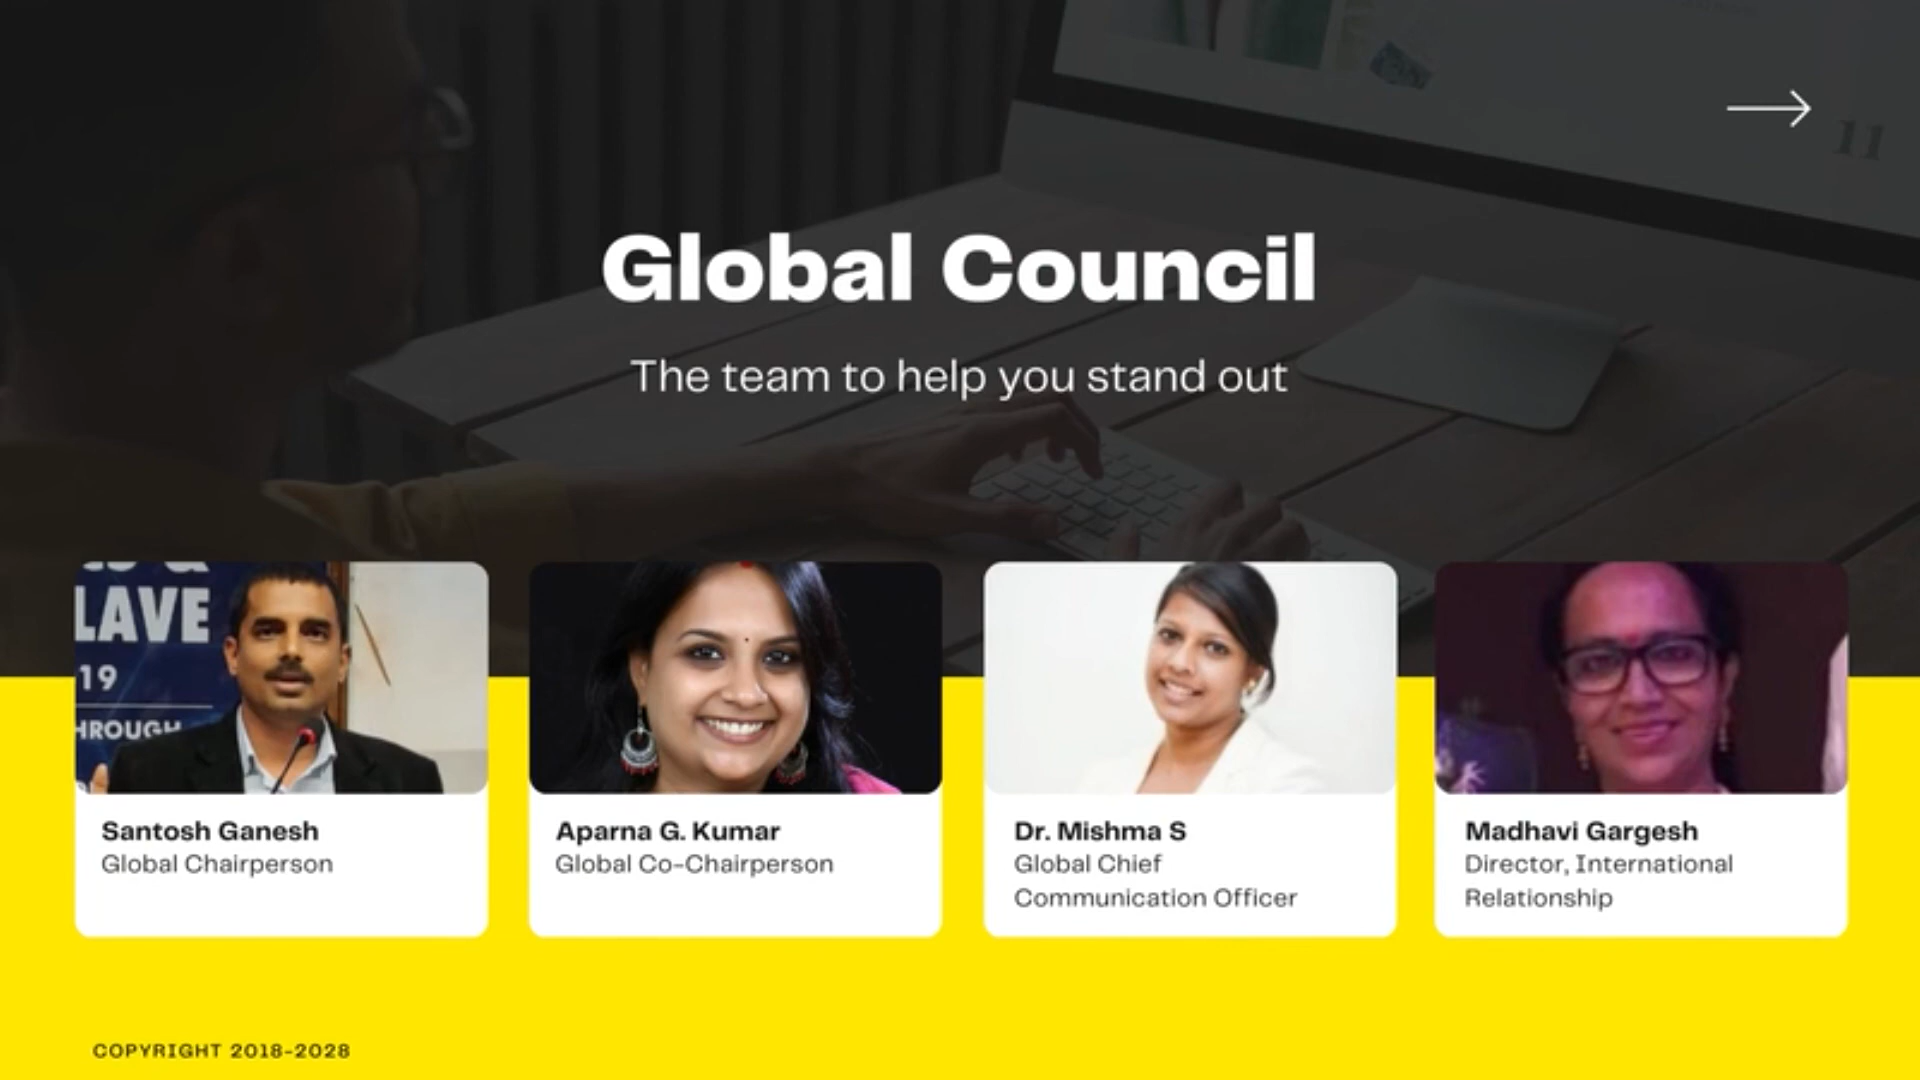 11
Global Council
The team to help you stand out
LAVE
19
HROUGH
Santosh Ganesh
Global Chairperson
Aparna G. Kumar
Global Co-Chairperson
Dr. Mishma S
Global Chief
Communication Officer
Madhavi Gargesh
Director, International
Relationship
COPYRIGHT 2018-2028